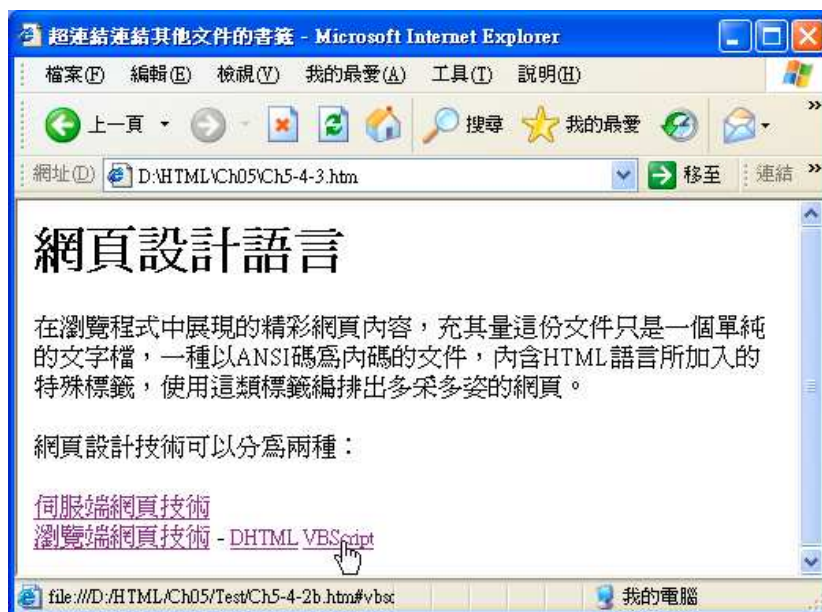 超連結連結其他文件的書籤 - Microsoft Internet Explorer
檔案(F) 編輯(E) 檢視(V) 我的最愛(A) 工具(T) 說明(H)
上一頁 搜尋 我的最愛 »
網址(D) D:\HTML\Ch05\Ch5-4-3.htm 移至 連結 »
網頁設計語言
在瀏覽程式中展現的精彩網頁內容，充其量這份文件只是一個單純
的文字檔，一種以ANSI碼為內碼的文件，內含HTML語言所加入的
特殊標籤，使用這類標籤編排出多采多姿的網頁。
網頁設計技術可以分為兩種：
伺服端網頁技術
瀏覽端網頁技術 - DHTML VBScript
file:///D:/HTML/Ch05/Test/Ch5-4-2b.htm#vbsc 我的電腦